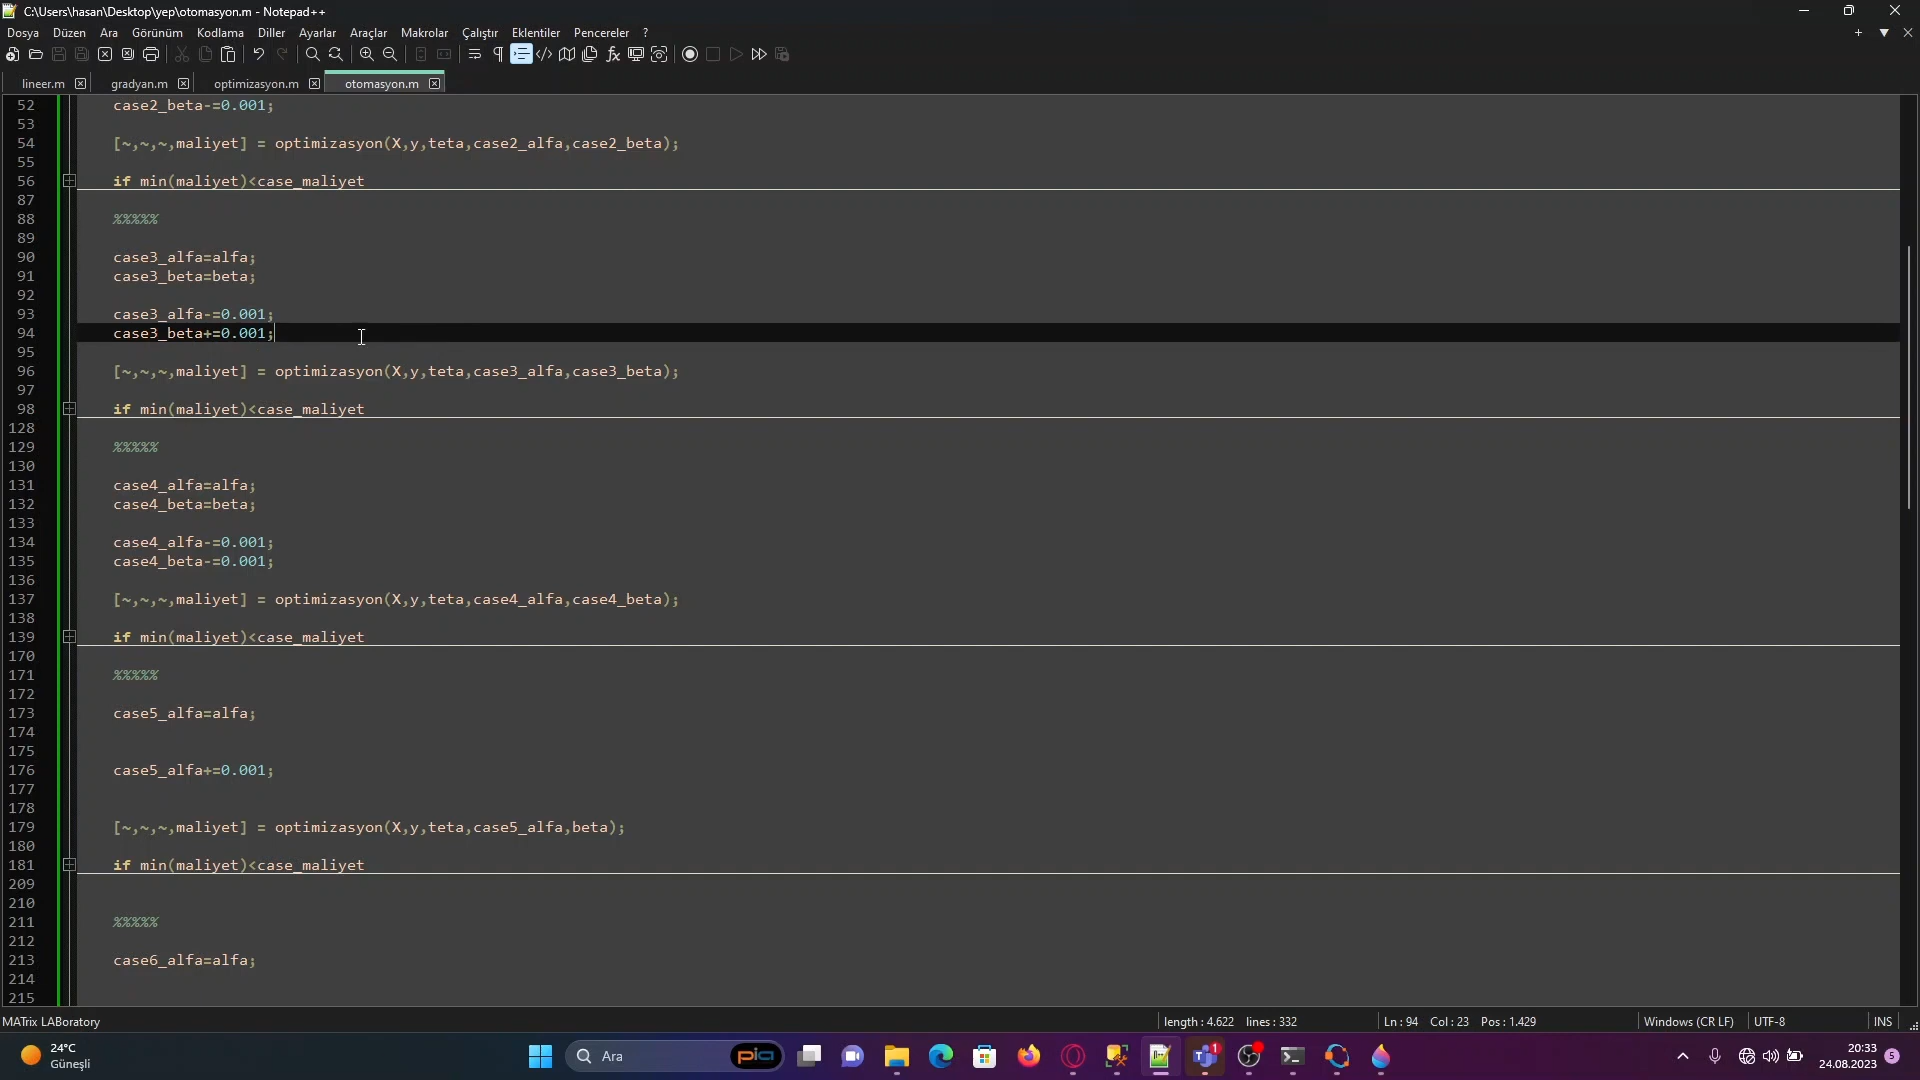 C:\Users\hasan\Desktop\yep\otomasyon.m - Notepad++
Dosya Düzen Ara Görünüm Kodlama Diller Ayarlar Araçlar Makrolar Çalıştır Eklentiler Pencereler ?
lineer.m gradyan.m optimizasyon.m otomasyon.m
52 case2_beta-=0.001;
53
54 [~,~,~,maliyet] = optimizasyon(X,y,teta,case2_alfa,case2_beta);
55
56 if min(maliyet)<case_maliyet
87
88 %%%%%
89
90 case3_alfa=alfa;
91 case3_beta=beta;
92
93 case3_alfa-=0.001;
94 case3_beta+=0.001;
95
96 [~,~,~,maliyet] = optimizasyon(X,y,teta,case3_alfa,case3_beta);
97
98 if min(maliyet)<case_maliyet
128
129 %%%%%
130
131 case4_alfa=alfa;
132 case4_beta=beta;
133
134 case4_alfa-=0.001;
135 case4_beta-=0.001;
136
137 [~,~,~,maliyet] = optimizasyon(X,y,teta,case4_alfa,case4_beta);
138
139 if min(maliyet)<case_maliyet
170
171 %%%%%
172
173 case5_alfa=alfa;
174
175
176 case5_alfa+=0.001;
177
178
179 [~,~,~,maliyet] = optimizasyon(X,y,teta,case5_alfa,beta);
180
181 if min(maliyet)<case_maliyet
209
210
211 %%%%%
212
213 case6_alfa=alfa;
214
215
MATrix LABoratory length : 4.622 lines : 332 Ln : 94 Col : 23 Pos : 1.429 Windows (CR LF) UTF-8 INS
24°C
Güneşli
Ara
pia
1
20:33
24.08.2023
5